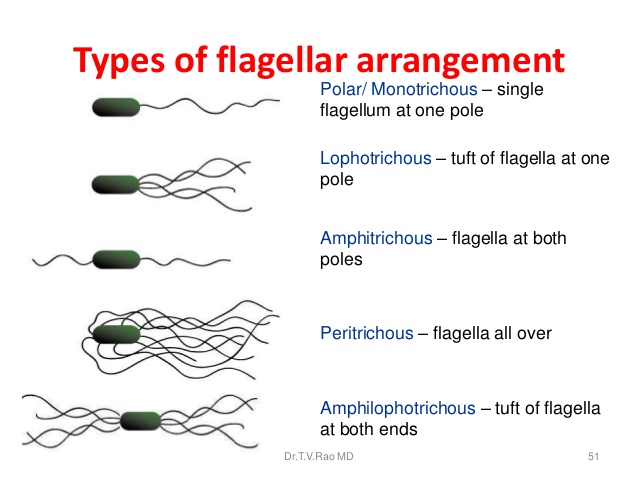 Types of flagellar arrangement
Polar/ Monotrichous – single
flagellum at one pole
Lophotrichous – tuft of flagella at one
pole
Amphitrichous – flagella at both
poles
Peritrichous – flagella all over
Amphilophotrichous – tuft of flagella
at both ends
Dr.T.V.Rao MD
51